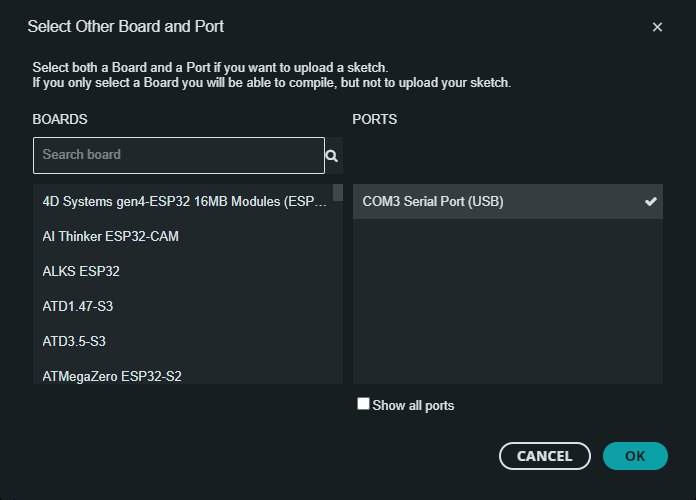 Select Other Board and Port
Select both a Board and a Port if you want to upload a sketch.
If you only select a Board you will be able to compile, but not to upload your sketch.
BOARDS
Search board
4D Systems gen4-ESP32 16MB Modules (ESP...
AI Thinker ESP32-CAM
ALKS ESP32
ATD1.47-S3
ATD3.5-S3
ATMegaZero ESP32-S2
PORTS
COM3 Serial Port (USB)
Show all ports
CANCEL
OK